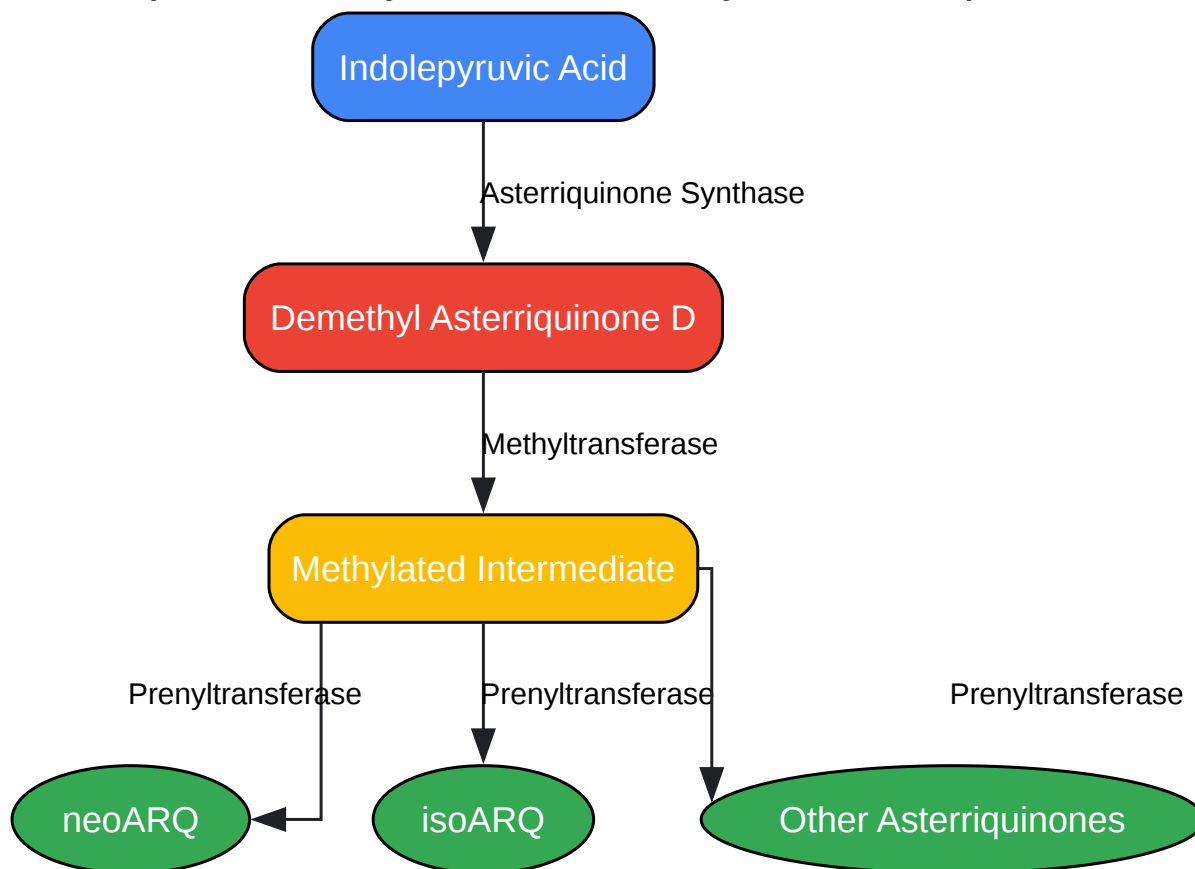 Indolepyruvic Acid
Asterriquinone Synthase
Demethyl Asterriquinone D
Methyltransferase
Methylated Intermediate
Prenyltransferase
Prenyltransferase
Prenyltransferase
neoARQ
isoARQ
Other Asterriquinones